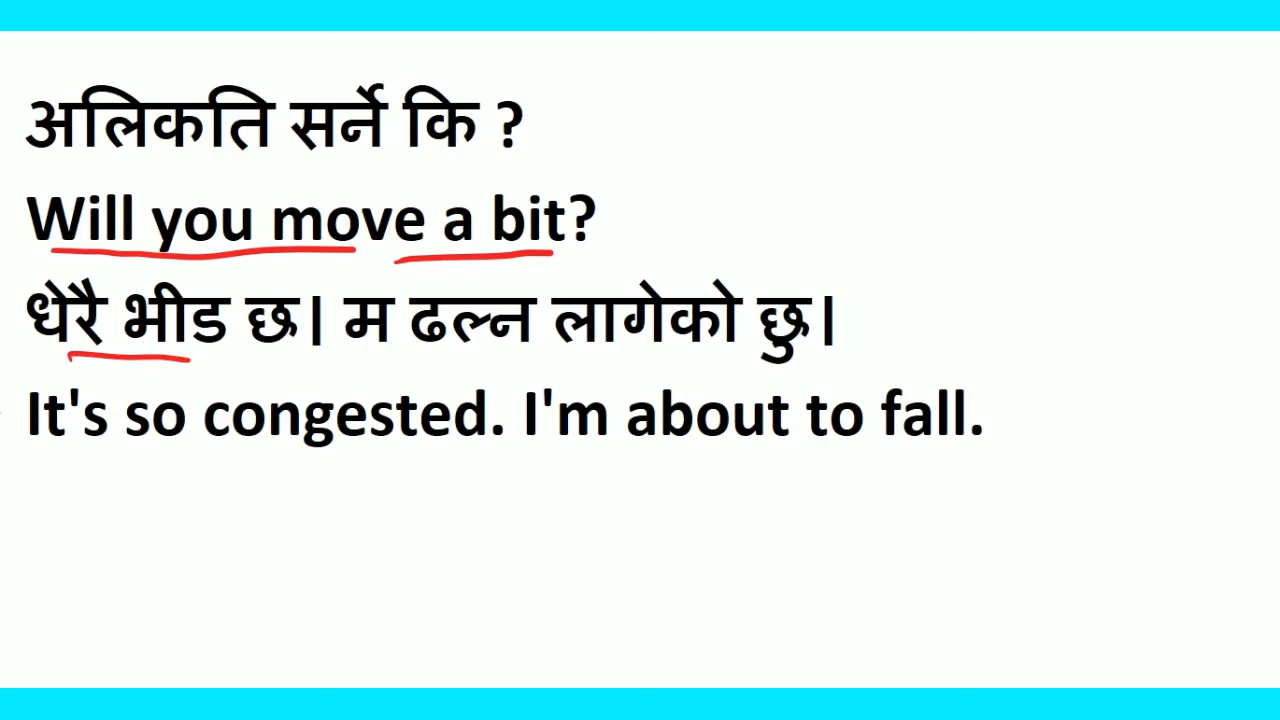 अलिकति सर्ने कि ?
Will you move a bit?
धेरै भीड छ। म ढल्न लागेको छु।
It's so congested. I'm about to fall.